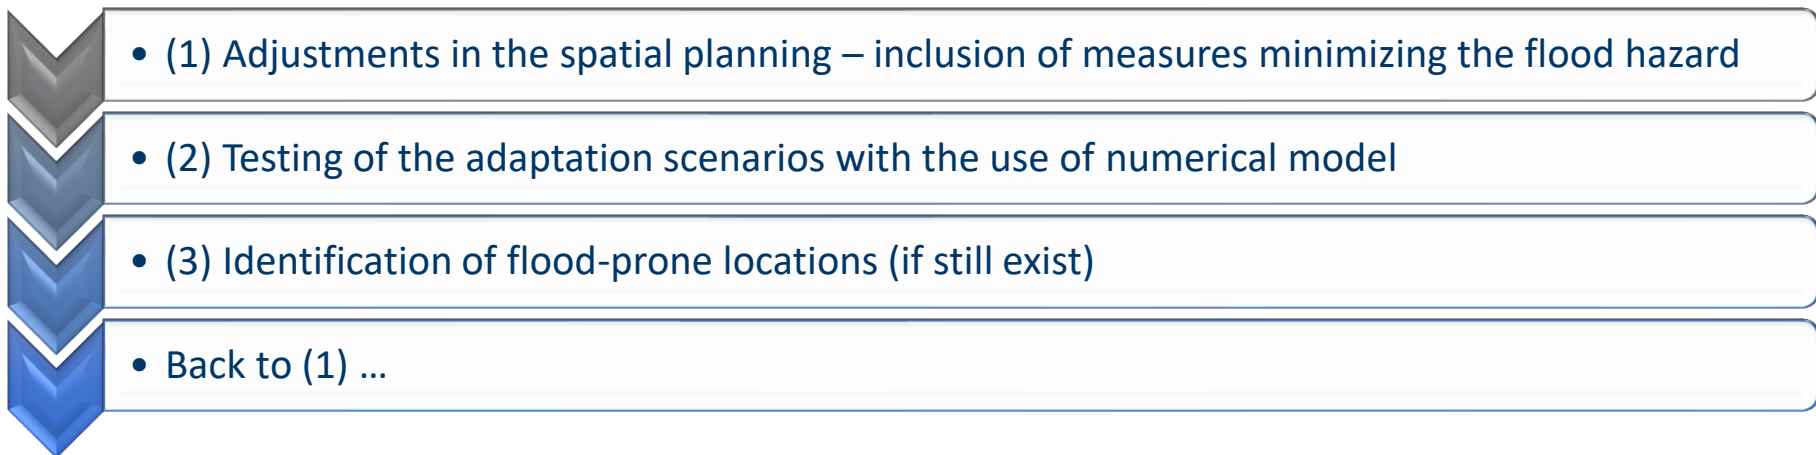 • (1) Adjustments in the spatial planning – inclusion of measures minimizing the flood hazard
• (2) Testing of the adaptation scenarios with the use of numerical model
• (3) Identification of flood-prone locations (if still exist)
• Back to (1) ...